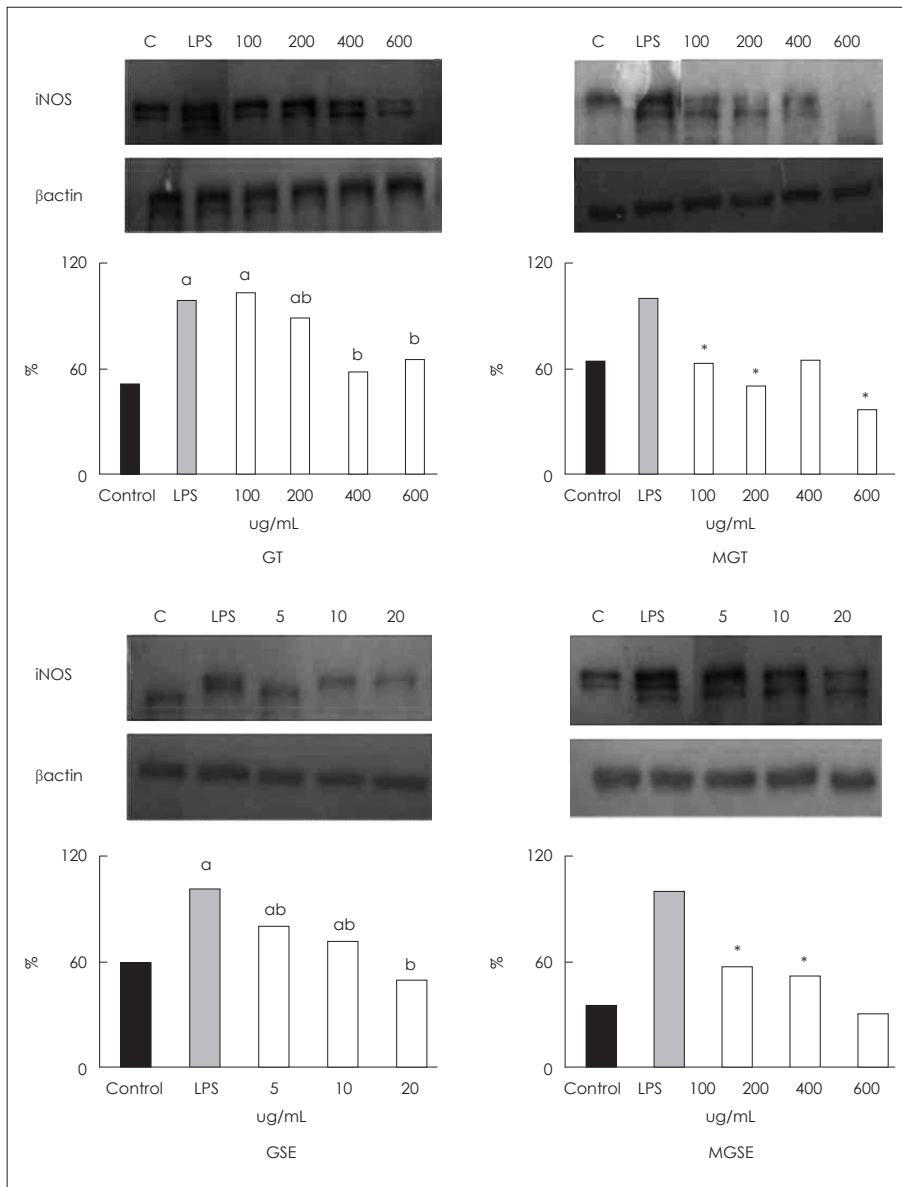 C LPS 100 200 400 600
iNOS
βactin
120
60
0
%
a a ab b b
Control LPS 100 200 400 600
ug/mL
GT
C LPS 100 200 400 600
120
60
0
%
* * *
Control LPS 100 200 400 600
ug/mL
MGT
C LPS 5 10 20
iNOS
βactin
120
60
0
%
a ab ab b
Control LPS 5 10 20
ug/mL
GSE
C LPS 5 10 20
120
60
0
%
* *
Control LPS 100 200 400 600
ug/mL
MGSE